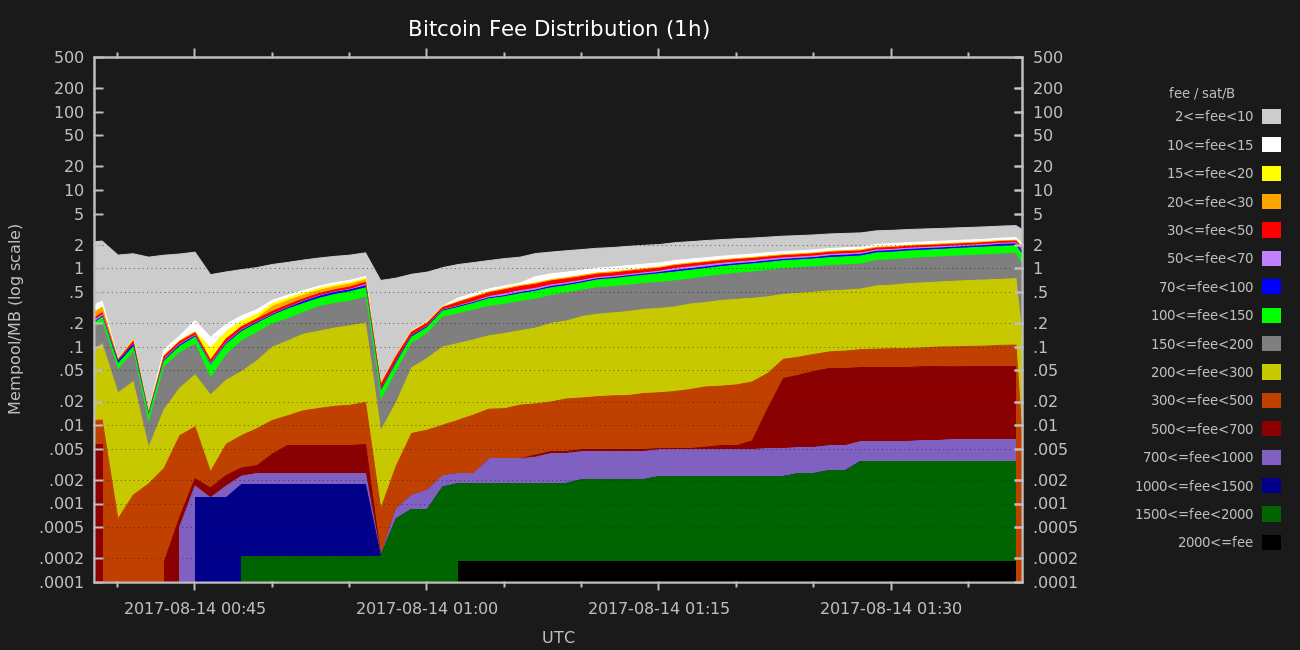 Bitcoin Fee Distribution (1h)
500 500
200 200
100 100
50 50
20 20
10 10
5 5
2 2
1 1
.5 .5
.2 .2
.1 .1
.05 .05
.02 .02
.01 .01
.005 .005
.002 .002
.001 .001
.0005 .0005
.0002 .0002
.0001 .0001
Mempool/MB (log scale)
2017-08-14 00:45 2017-08-14 01:00 2017-08-14 01:15 2017-08-14 01:30
UTC
fee / sat/B
2<=fee<10
10<=fee<15
15<=fee<20
20<=fee<30
30<=fee<50
50<=fee<70
70<=fee<100
100<=fee<150
150<=fee<200
200<=fee<300
300<=fee<500
500<=fee<700
700<=fee<1000
1000<=fee<1500
1500<=fee<2000
2000<=fee